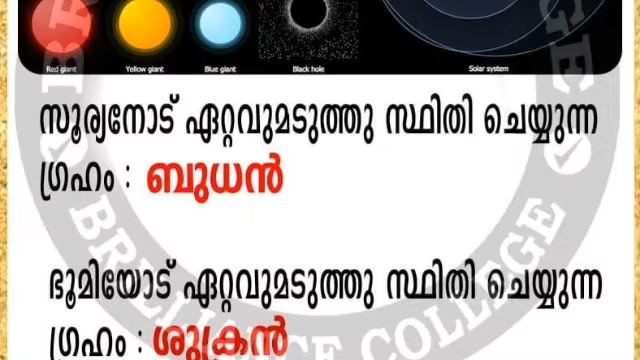 Red giant Yellow giant Blue giant Black hole Solar system
സൂര്യനോട് ഏറ്റവുമടുത്തു സ്ഥിതി ചെയ്യുന്ന
ഗ്രഹം : ബുധൻ
ഭൂമിയോട് ഏറ്റവുമടുത്തു സ്ഥിതി ചെയ്യുന്ന
ഗ്രഹം : ശുക്രൻ